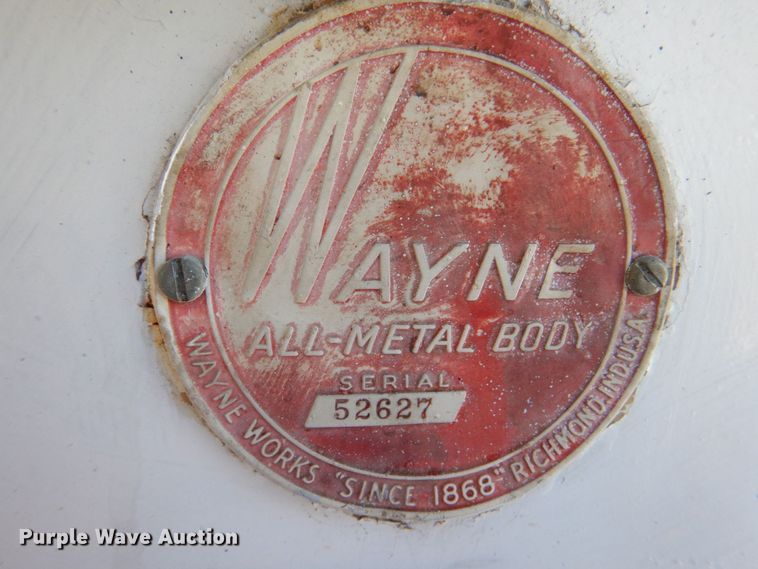 WAYNE
ALL-METAL BODY
SERIAL
52627
WAYNE WORKS "SINCE 1868" RICHMOND, IND. U.S.A.
Purple Wave Auction